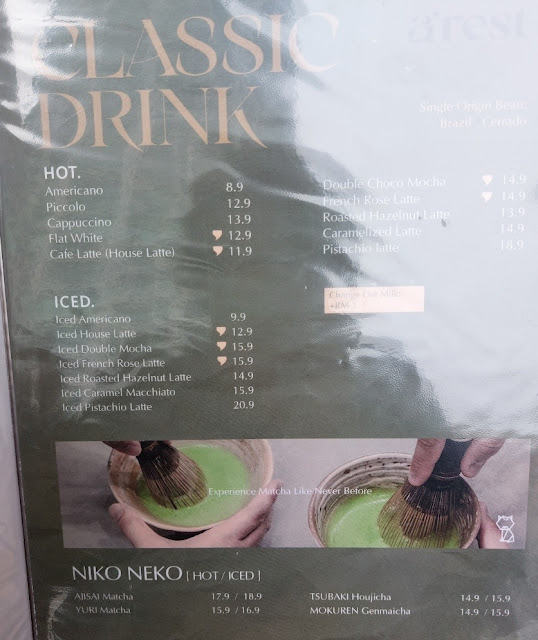 CLASSIC
DRINK
a'rest
Single Origin Bean:
Brazil - Cerrado
HOT.
Americano 8.9
Piccolo 12.9
Cappuccino 13.9
Flat White 12.9
Cafe Latte (House Latte) 11.9
Double Choco Mocha 14.9
French Rose Latte 14.9
Roasted Hazelnut Latte 13.9
Caramelized Latte 14.9
Pistachio latte 18.9
Change Oat Milk:
ICED.
Iced Americano 9.9
Iced House Latte 12.9
Iced Double Mocha 15.9
Iced French Rose Latte 15.9
Iced Roasted Hazelnut Latte 14.9
Iced Caramel Macchiato 15.9
Iced Pistachio Latte 20.9
Experience Matcha Like Never Before
NIKO NEKO [ HOT / ICED ]
AJISAI Matcha 17.9 / 18.9
YURI Matcha 15.9 / 16.9
TSUBAKI Houjicha 14.9 / 15.9
MOKUREN Genmaicha 14.9 / 15.9